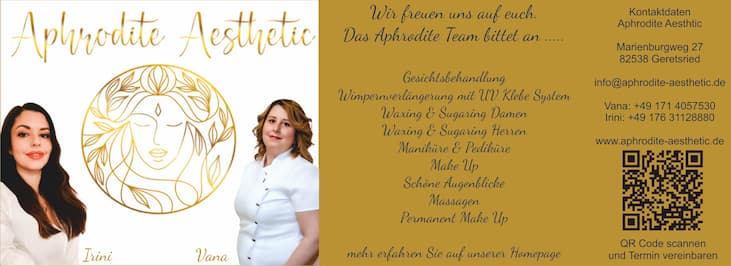 Aphrodite Aesthetic
Irini
Vana
Wir freuen uns auf euch.
Das Aphrodite Team bittet an .....
Gesichtsbehandlung
Wimpernverlängerung mit UV Klebe System
Waxing & Sugaring Damen
Waxing & Sugaring Herren
Maniküre & Pediküre
Make Up
Schöne Augenblicke
Massagen
Permanent Make Up
mehr erfahren Sie auf unserer Homepage
Kontaktdaten
Aphrodite Aesthtic
Marienburgweg 27
82538 Geretsried
info@aphrodite-aesthetic.de
Vana: +49 171 4057530
Irini: +49 176 31128880
www.aphrodite-aesthetic.de
QR Code scannen
und Termin vereinbaren